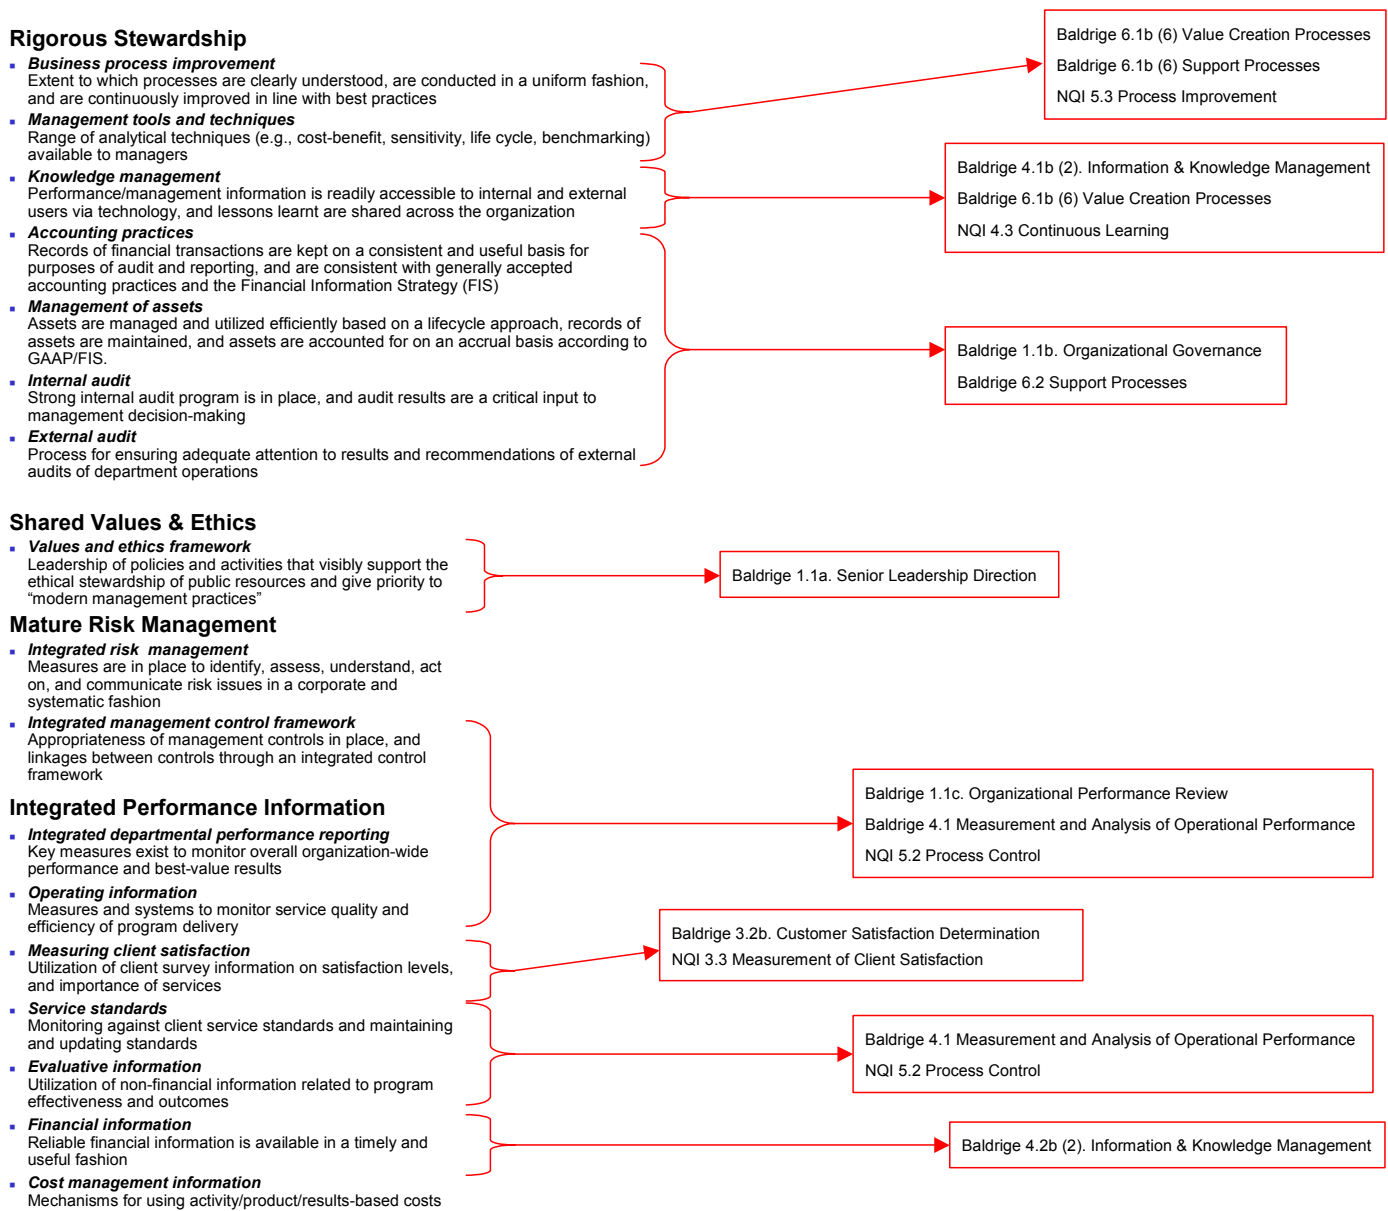 Rigorous Stewardship
Business process improvement
Extent to which processes are clearly understood, are conducted in a uniform fashion,
and are continuously improved in line with best practices
Management tools and techniques
Range of analytical techniques (e.g., cost-benefit, sensitivity, life cycle, benchmarking)
available to managers
Knowledge management
Performance/management information is readily accessible to internal and external
users via technology, and lessons learnt are shared across the organization
Accounting practices
Records of financial transactions are kept on a consistent and useful basis for
purposes of audit and reporting, and are consistent with generally accepted
accounting practices and the Financial Information Strategy (FIS)
Management of assets
Assets are managed and utilized efficiently based on a lifecycle approach, records of
assets are maintained, and assets are accounted for on an accrual basis according to
GAAP/FIS.
Internal audit
Strong internal audit program is in place, and audit results are a critical input to
management decision-making
External audit
Process for ensuring adequate attention to results and recommendations of external
audits of department operations
Baldrige 6.1b (6) Value Creation Processes
Baldrige 6.1b (6) Support Processes
NQI 5.3 Process Improvement
Baldrige 4.1b (2). Information & Knowledge Management
Baldrige 6.1b (6) Value Creation Processes
NQI 4.3 Continuous Learning
Baldrige 1.1b. Organizational Governance
Baldrige 6.2 Support Processes
Shared Values & Ethics
Values and ethics framework
Leadership of policies and activities that visibly support the
ethical stewardship of public resources and give priority to
“modern management practices”
Baldrige 1.1a. Senior Leadership Direction
Mature Risk Management
Integrated risk  management
Measures are in place to identify, assess, understand, act
on, and communicate risk issues in a corporate and
systematic fashion
Integrated management control framework
Appropriateness of management controls in place, and
linkages between controls through an integrated control
framework
Integrated Performance Information
Integrated departmental performance reporting
Key measures exist to monitor overall organization-wide
performance and best-value results
Operating information
Measures and systems to monitor service quality and
efficiency of program delivery
Measuring client satisfaction
Utilization of client survey information on satisfaction levels,
and importance of services
Service standards
Monitoring against client service standards and maintaining
and updating standards
Evaluative information
Utilization of non-financial information related to program
effectiveness and outcomes
Financial information
Reliable financial information is available in a timely and
useful fashion
Cost management information
Mechanisms for using activity/product/results-based costs
Baldrige 1.1c. Organizational Performance Review
Baldrige 4.1 Measurement and Analysis of Operational Performance
NQI 5.2 Process Control
Baldrige 3.2b. Customer Satisfaction Determination
NQI 3.3 Measurement of Client Satisfaction
Baldrige 4.1 Measurement and Analysis of Operational Performance
NQI 5.2 Process Control
Baldrige 4.2b (2). Information & Knowledge Management